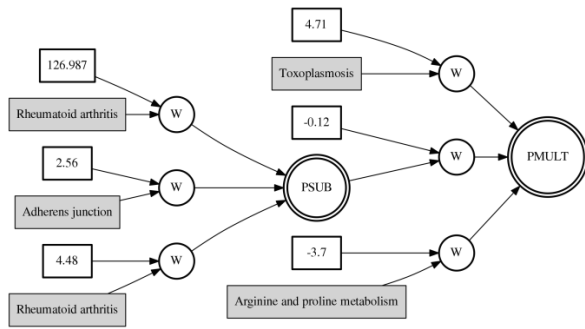 4.71
126.987
W
Toxoplasmosis
Rheumatoid arthritis
W
-0.12
2.56
W
PMULT
W
PSUB
Adherens junction
4.48
-3.7
W
W
Rheumatoid arthritis
Arginine and proline metabolism